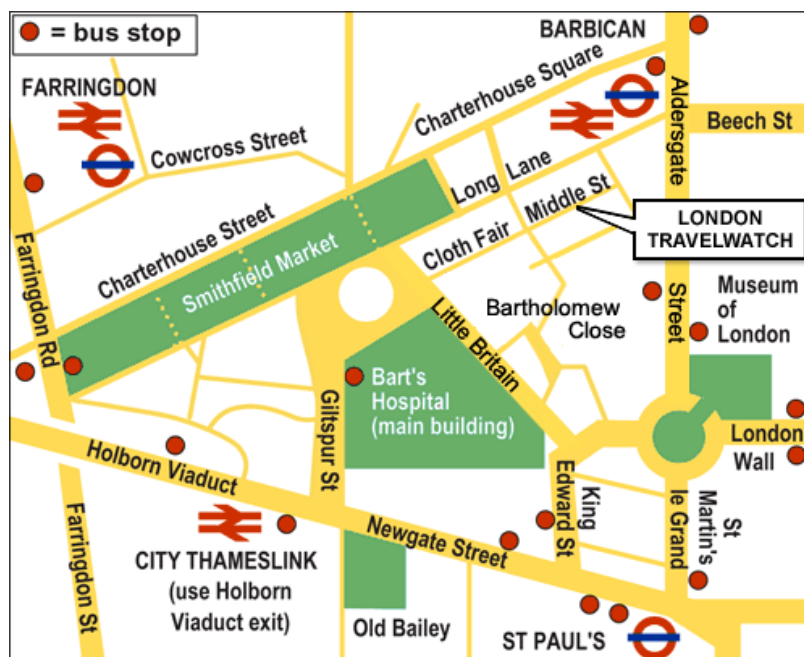 = bus stop
BARBICAN
FARRINGDON
Charterhouse Square
Aldersgate
Beech St
Cowcross Street
Long Lane
Middle St
LONDON
TRAVELWATCH
Charterhouse Street
Smithfield Market
Cloth Fair
Farringdon Rd
Street
Museum
of
London
Bartholomew
Close
Little Britain
Bart's
Hospital
(main building)
Giltspur St
London
Wall
Holborn Viaduct
King
Edward St
St
Martin's
le Grand
Newgate Street
Farringdon St
CITY THAMESLINK
(use Holborn
Viaduct exit)
Old Bailey
ST PAUL'S